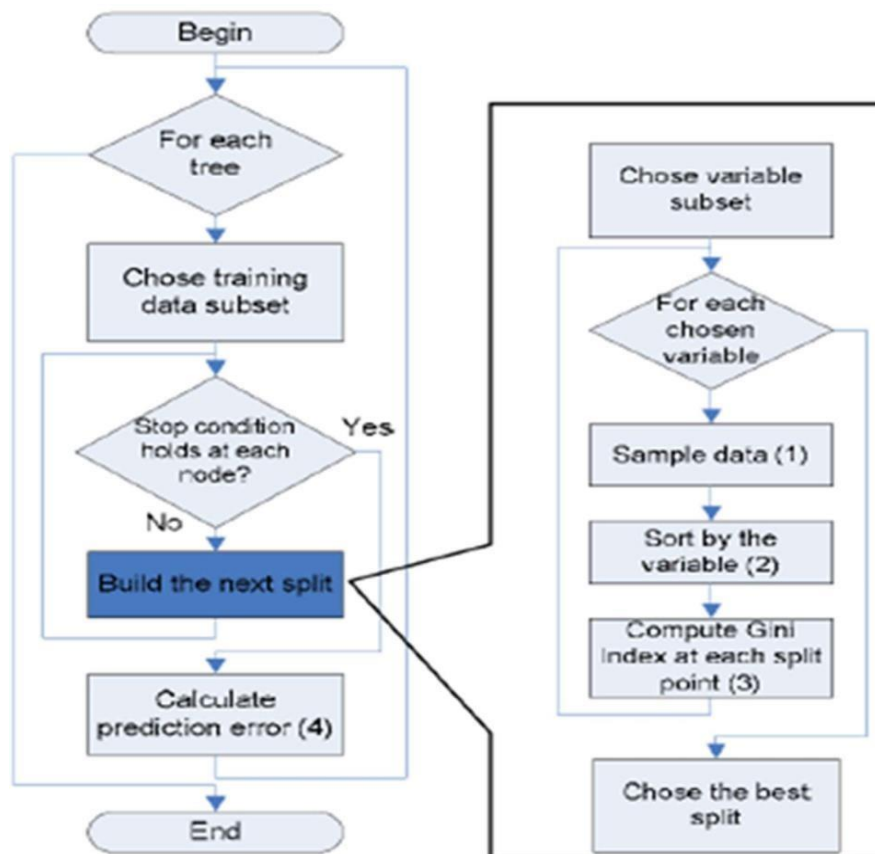 Begin
For each
tree
Chose training
data subset
Stop condition
holds at each
node?
Yes
No
Build the next split
Calculate
prediction error (4)
End
Chose variable
subset
For each
chosen
variable
Sample data (1)
Sort by the
variable (2)
Compute Gini
Index at each split
point (3)
Chose the best
split